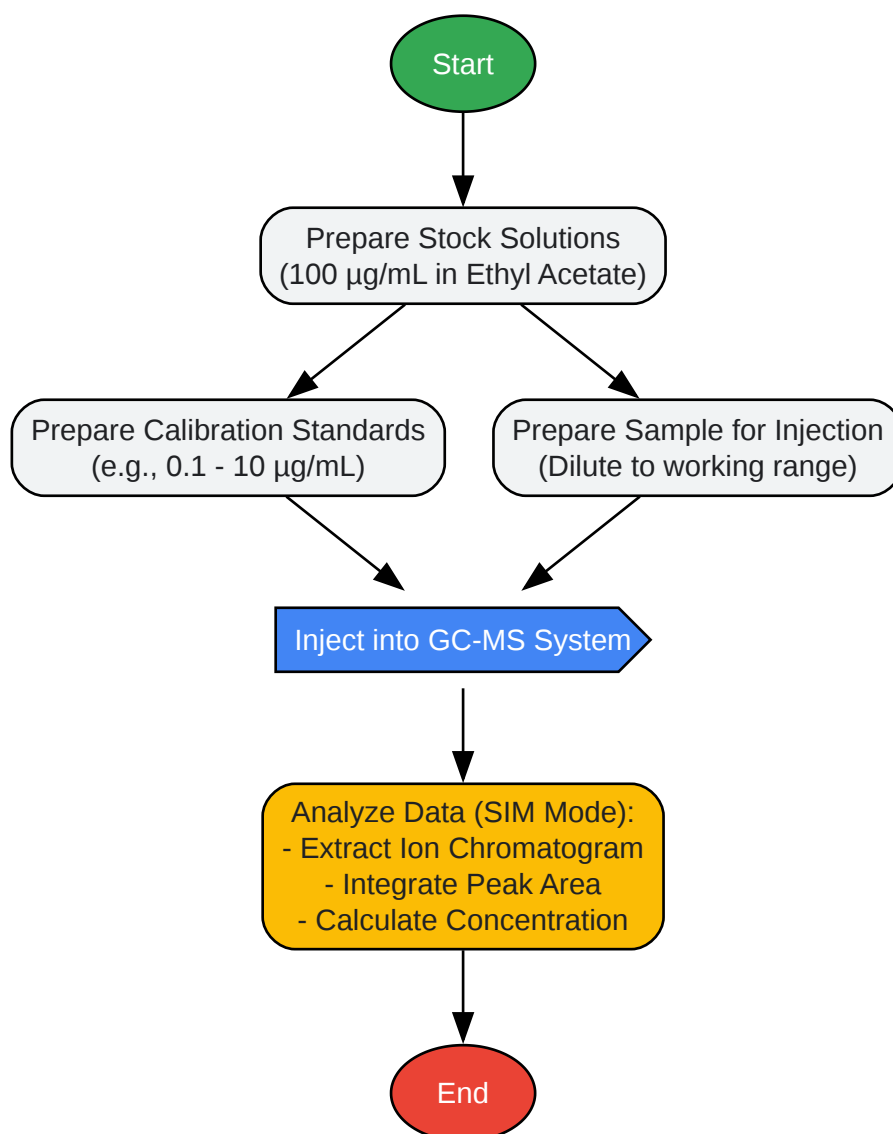 Start
Prepare Stock Solutions
(100 µg/mL in Ethyl Acetate)
Prepare Calibration Standards
(e.g., 0.1 - 10 µg/mL)
Prepare Sample for Injection
(Dilute to working range)
Inject into GC-MS System
Analyze Data (SIM Mode):
- Extract Ion Chromatogram
- Integrate Peak Area
- Calculate Concentration
End